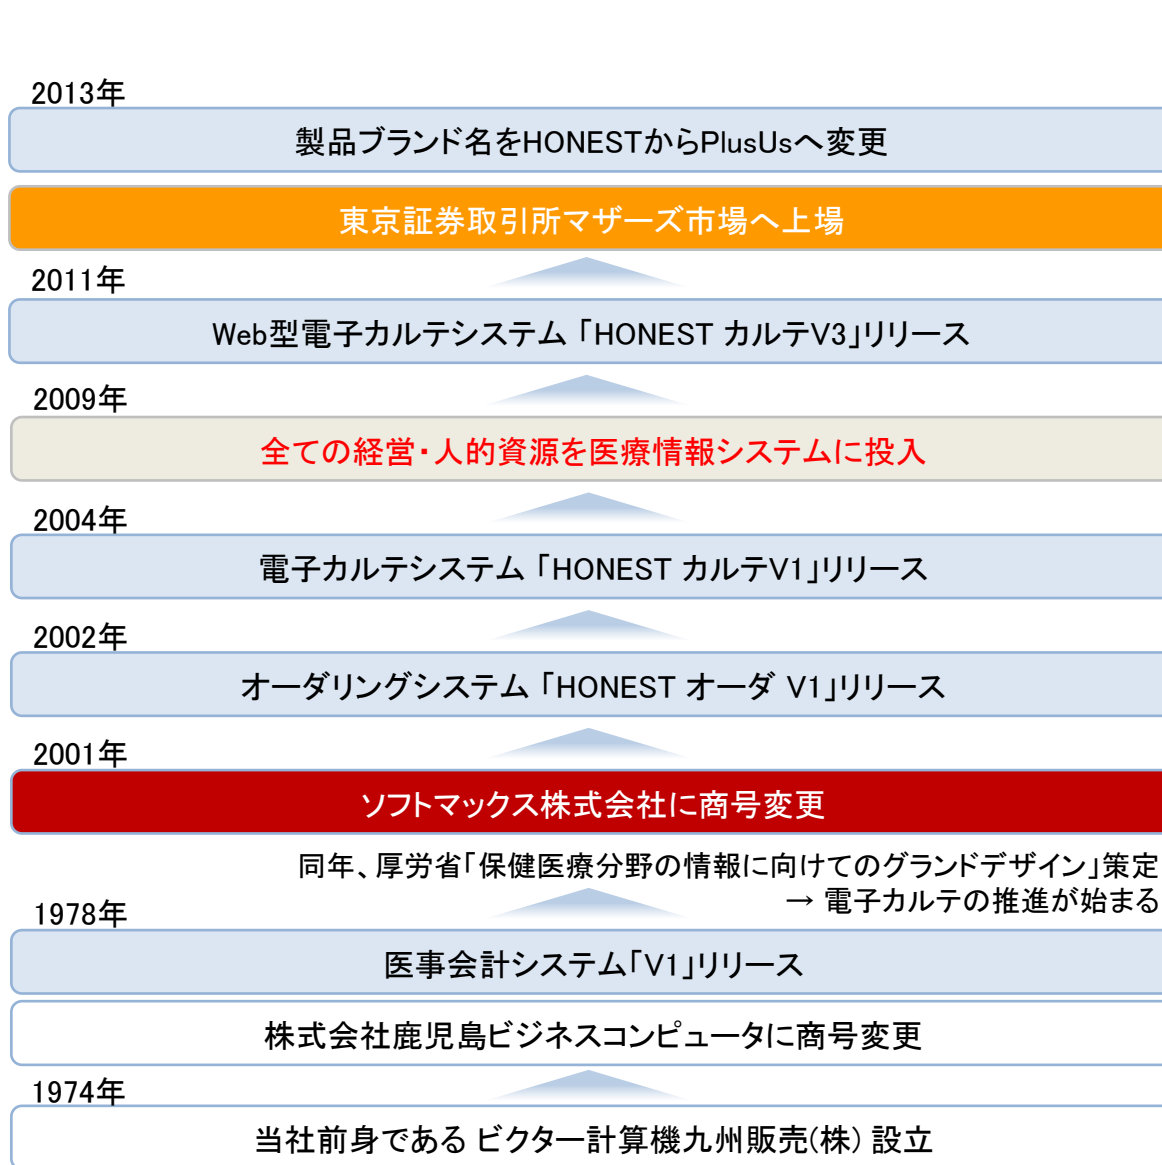 2013年
製品ブランド名をHONESTからPlusUsへ変更
東京証券取引所マザーズ市場へ上場
2011年
Web型電子カルテシステム 「HONEST カルテV3」リリース
2009年
全ての経営・人的資源を医療情報システムに投入
2004年
電子カルテシステム 「HONEST カルテV1」リリース
2002年
オーダリングシステム 「HONEST オーダ V1」リリース
2001年
ソフトマックス株式会社に商号変更
同年、厚労省「保健医療分野の情報に向けてのグランドデザイン」策定
→ 電子カルテの推進が始まる
1978年
医事会計システム「V1」リリース
株式会社鹿児島ビジネスコンピュータに商号変更
1974年
当社前身である ビクター計算機九州販売(株) 設立